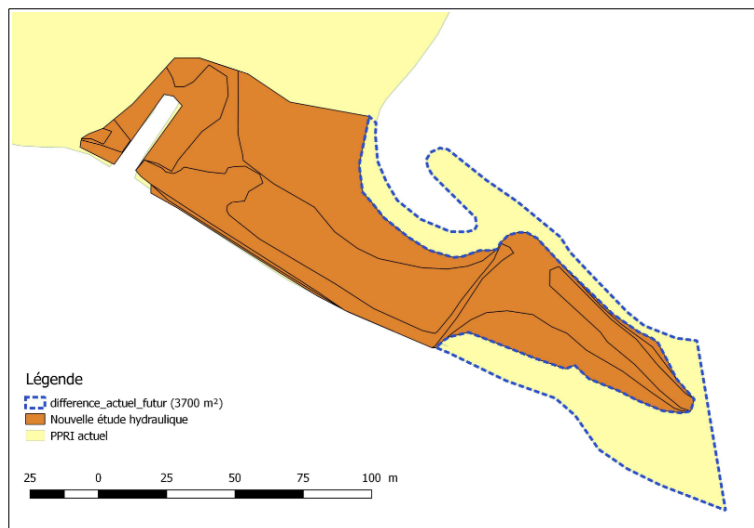 Légende
difference_actuel_futur (3700 m²)
Nouvelle étude hydraulique
PPRI actuel
25 0 25 50 75 100 m